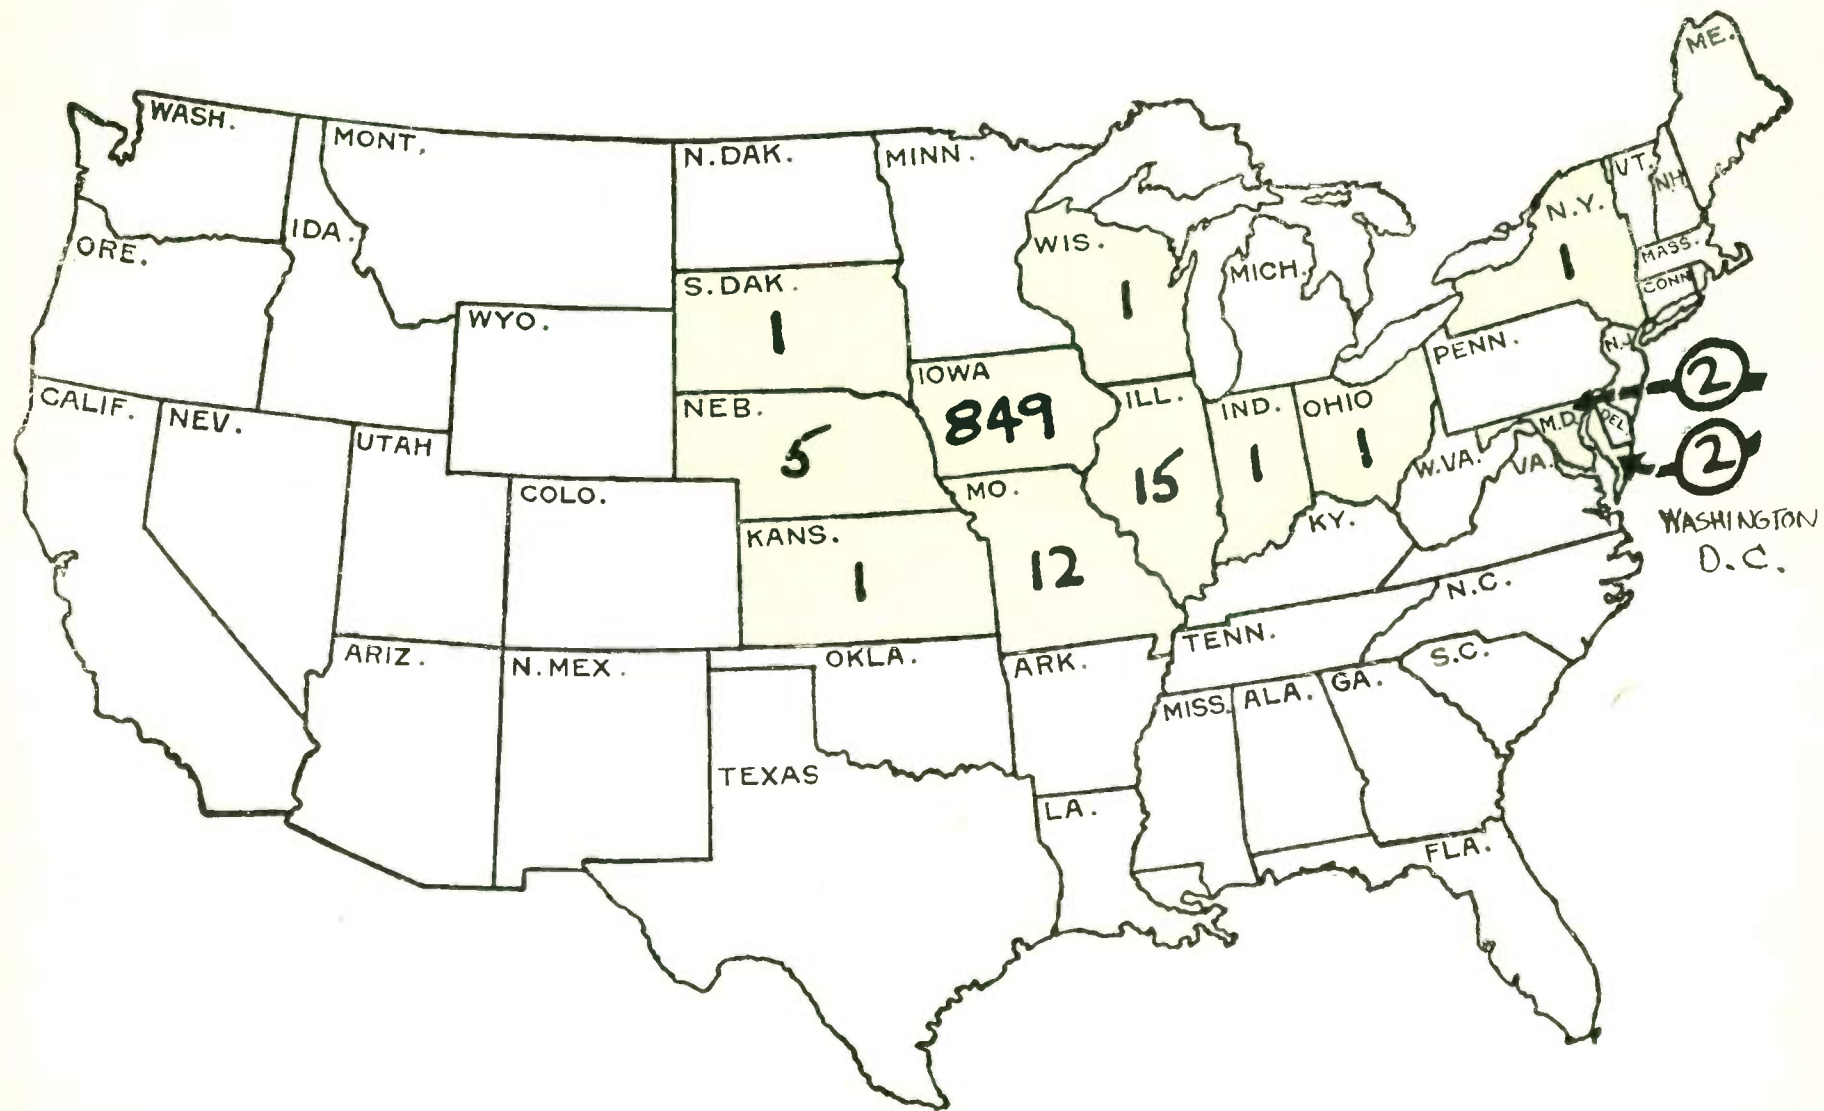 ME.
WASH.
MONT.
N.DAK.
MINN.
VT.
NH
IDA.
ORE.
WIS.
1
MICH.
N.Y.
1
MASS.
CONN
S.DAK.
1
WYO.
PENN.
N.J.
2
IOWA
849
CALIF.
NEV.
UTAH
NEB.
5
ILL.
15
IND.
1
OHIO
1
M.D.
DEL.
2
W.VA.
VA.
WASHINGTON
D.C.
COLO.
MO.
12
KANS.
1
KY.
N.C.
TENN.
ARIZ.
N.MEX.
OKLA.
ARK.
S.C.
MISS.
ALA.
GA.
TEXAS
LA.
FLA.